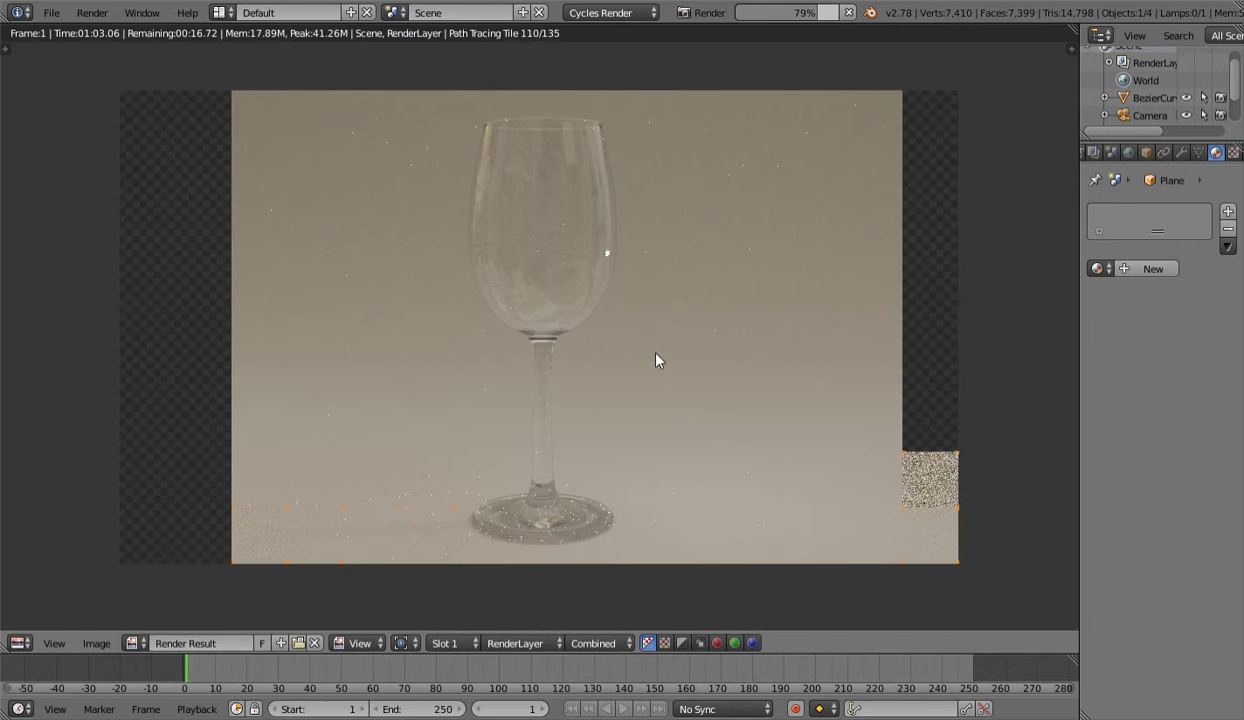 File Render Window Help Default Scene Cycles Render Render 79% v2.78 | Verts:7,410 | Faces:7,399 | Tris:14,798 | Objects:1/4 | Lamps:0/1 |
Frame:1 | Time:01:03.06 | Remaining:00:16.72 | Mem:17.89M, Peak:41.26M | Scene, RenderLayer | Path Tracing Tile 110/135
View Search All Scen
RenderLay
World
BezierCur
Camera
Plane
New
View Image Render Result F View Slot 1 RenderLayer Combined
-50 -40 -30 -20 -10 0 10 20 30 40 50 60 70 80 90 100 110 120 130 140 150 160 170 180 190 200 210 220 230 240 250 260 270 280
View Marker Frame Playback Start: 1 End: 250 1 No Sync